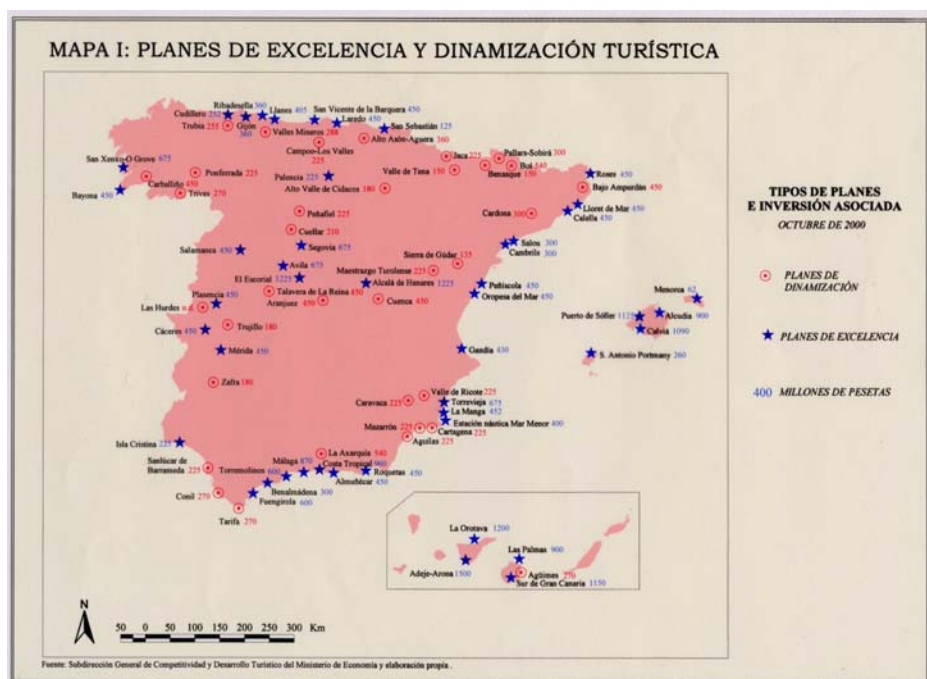 MAPA I: PLANES DE EXCELENCIA Y DINAMIZACIÓN TURÍSTICA
Ribadesella 560
Cudillero 252
Llanes 405
San Vicente de la Barquera 450
Trubia 255
Gijón 360
Laredo 450
San Sebastián 125
Valles Mineros 288
Alto Asón-Aguera 360
Campoo-Los Valles
225
San Xenxo-O Grove 675
Ponferrada 225
Palencia 225
Jaca 225
Pallars-Sobirá 300
Boí 540
Valle de Tena 150
Benasque 150
Roses 450
Carballiño 450
Bayona 450
Trives 270
Alto Valle de Cidacos 180
Bajo Ampurdán 450
Peñafiel 225
Cardona 300
Lloret de Mar 450
Calella 450
Cuellar 210
Salamanca 450
Segovia 675
Salou 300
Cambrils 300
Sierra de Gúdar 135
Avila 675
Maestrazgo Turolense 225
El Escorial 1225
Alcalá de Henares 1225
Plasencia 450
Talavera de La Reina 450
Peñíscola 450
Menorca 62
Las Hurdes n.d.
Aranjuez 450
Cuenca 450
Oropesa del Mar 450
Puerto de Sóller 1125
Alcudia 900
Cáceres 450
Trujillo 180
Calviá 1090
Mérida 450
Gandía 430
S. Antonio Portmany 260
Zafra 180
Valle de Ricote 225
Caravaca 225
Torrevieja 675
La Manga 452
Mazarrón 225
Estación náutica Mar Menor 400
Cartagena 225
Aguilas 225
Isla Cristina 225
La Axarquía 540
Sanlúcar de
Barrameda 225
Málaga 870
Costa Tropical 960
Torremolinos 600
Roquetas 450
Almuñécar
450
Benalmádena 300
Conil 270
Fuengirola
600
Tarifa 270
La Orotava 1200
Las Palmas 900
Adeje-Arona 1500
Agüimes 270
Sur de Gran Canaria 1150
TIPOS DE PLANES
E INVERSIÓN ASOCIADA
OCTUBRE DE 2000
PLANES DE
DINAMIZACIÓN
PLANES DE EXCELENCIA
400 MILLONES DE PESETAS
N
50 0 50 100 150 200 250 300 Km
Fuente: Subdirección General de Competitividad y Desarrollo Turístico del Ministerio de Economía y elaboración propia .